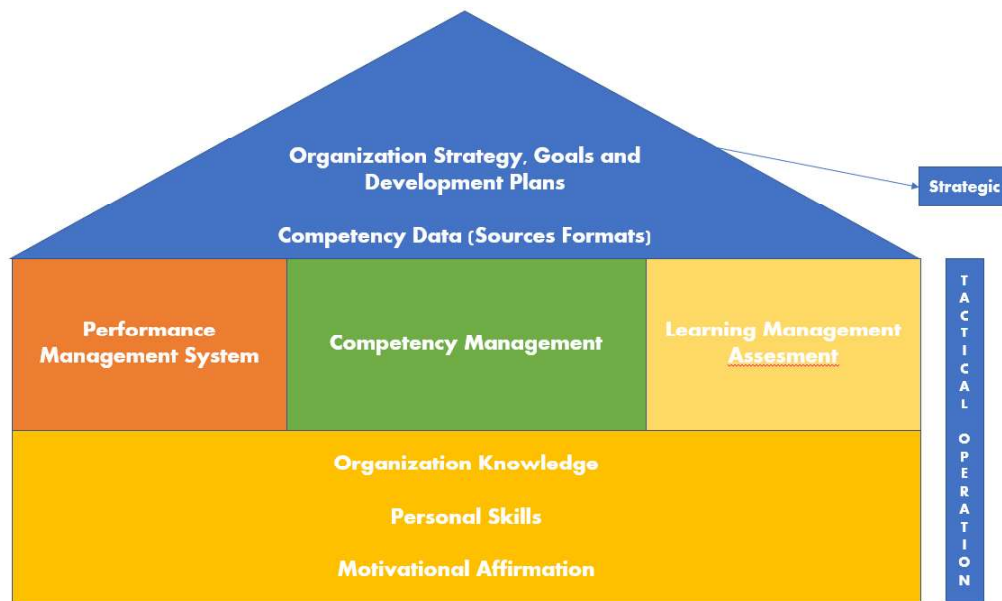 Organization Strategy, Goals and
Development Plans
Competency Data (Sources Formats)
Strategic
Performance
Management System
Competency Management
Learning Management
Assesment
TACTICAL OPERATION
Organization Knowledge
Personal Skills
Motivational Affirmation